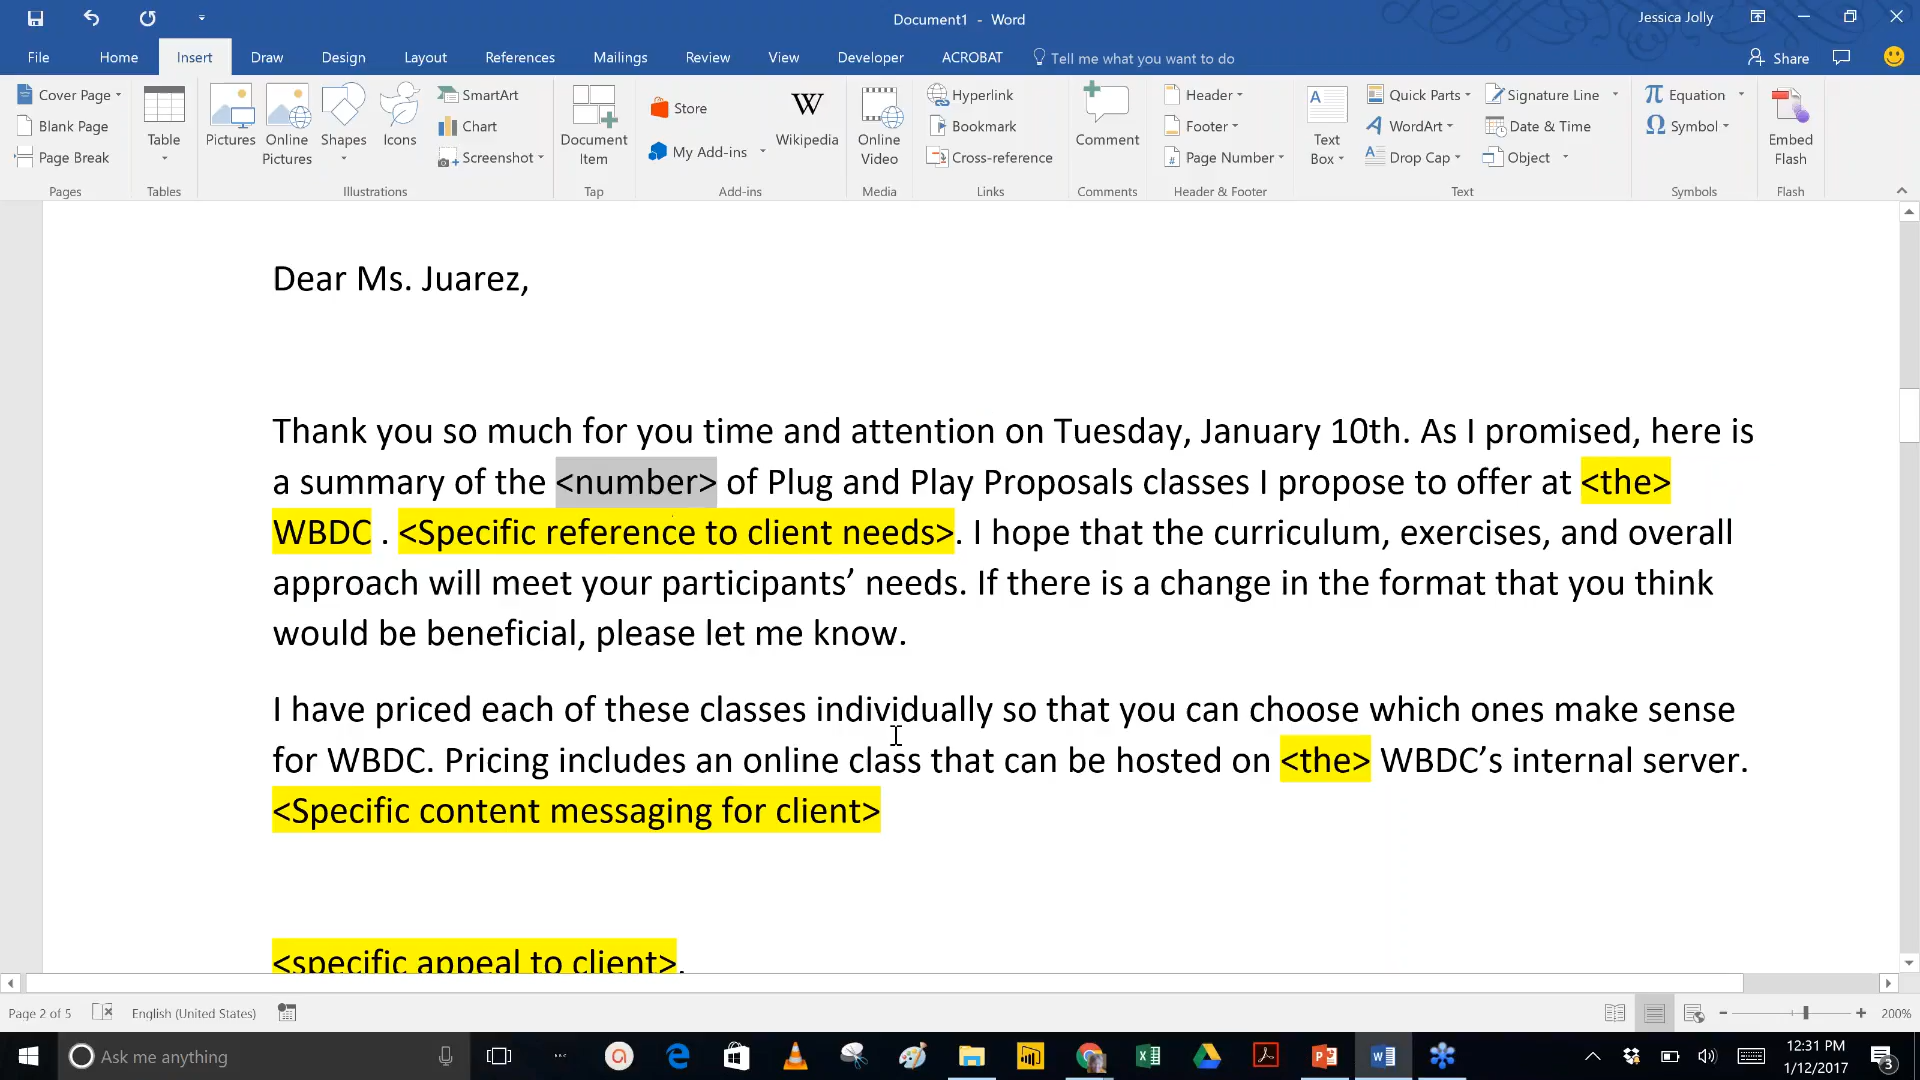 Document1 - Word
Jessica Jolly
File Home Insert Draw Design Layout References Mailings Review View Developer ACROBAT Tell me what you want to do Share
Cover Page
Blank Page
Page Break
Pages
Table
Tables
Pictures
Online Pictures
Shapes
Icons
SmartArt
Chart
Screenshot
Illustrations
Document Item
Tap
Store
My Add-ins
Wikipedia
Add-ins
Online Video
Media
Hyperlink
Bookmark
Cross-reference
Links
Comment
Comments
Header
Footer
Page Number
Header & Footer
Text Box
Quick Parts
WordArt
Drop Cap
Signature Line
Date & Time
Object
Text
Equation
Symbol
Symbols
Embed Flash
Flash
Dear Ms. Juarez,
Thank you so much for you time and attention on Tuesday, January 10th. As I promised, here is
a summary of the <number> of Plug and Play Proposals classes I propose to offer at <the>
WBDC . <Specific reference to client needs>. I hope that the curriculum, exercises, and overall
approach will meet your participants’ needs. If there is a change in the format that you think
would be beneficial, please let me know.
I have priced each of these classes individually so that you can choose which ones make sense
for WBDC. Pricing includes an online class that can be hosted on <the> WBDC’s internal server.
<Specific content messaging for client>
<specific appeal to client>.
Page 2 of 5 English (United States) 200%
Ask me anything
12:31 PM
1/12/2017
3